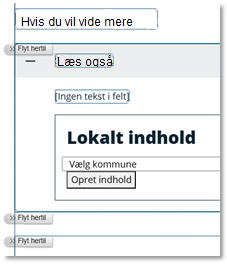 Hvis du vil vide mere
Flyt hertil
Læs også
[Ingen tekst i felt]
Lokalt indhold
Vælg kommune
Opret indhold
Flyt hertil
Flyt hertil